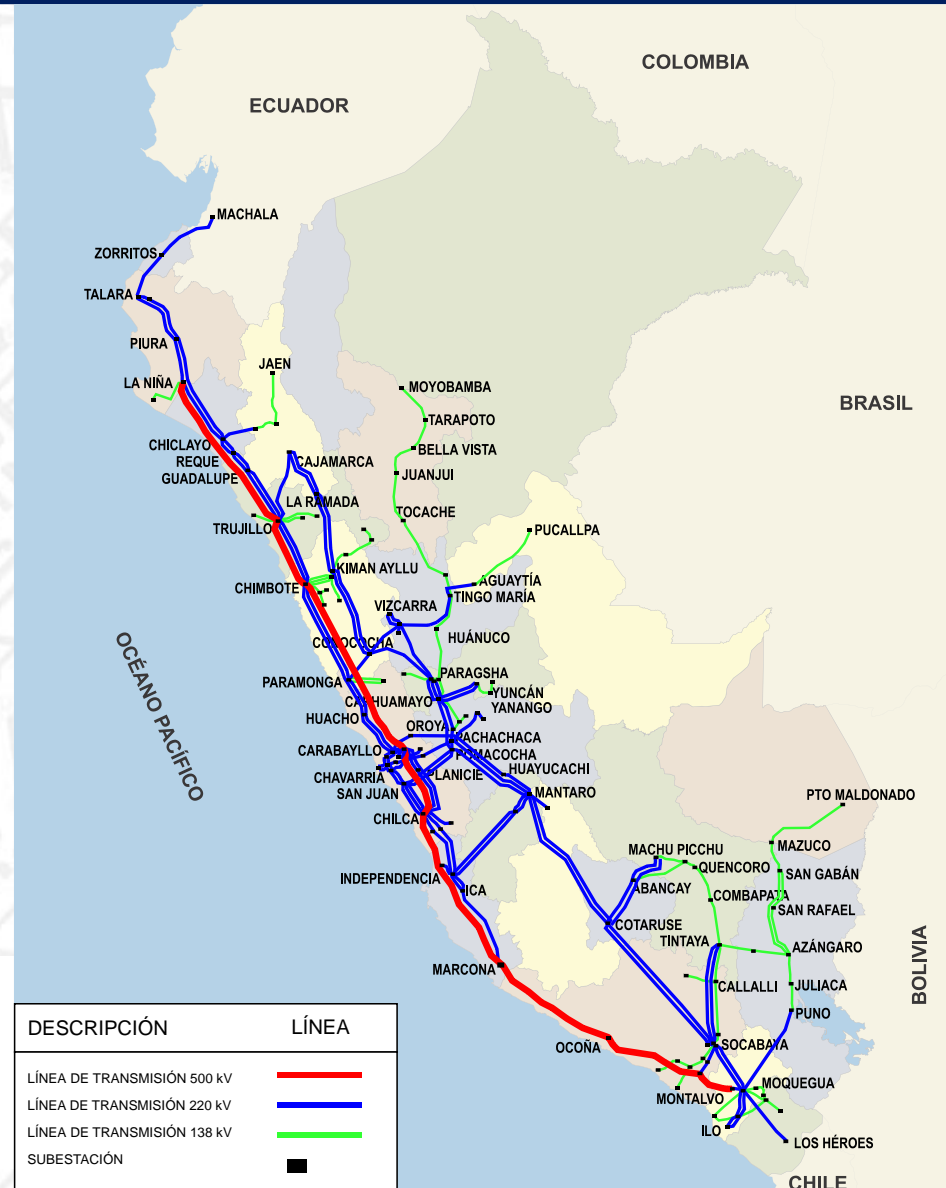 COLOMBIA
ECUADOR
MACHALA
ZORRITOS
TALARA
PIURA
JAEN
LA NIÑA
MOYOBAMBA
BRASIL
TARAPOTO
CHICLAYO
BELLA VISTA
REQUE
CAJAMARCA
GUADALUPE
JUANJUI
LA RAMADA
TOCACHE
TRUJILLO
PUCALLPA
KIMAN AYLLU
AGUAYTÍA
CHIMBOTE
TINGO MARÍA
VIZCARRA
HUÁNUCO
CONOCOCHA
OCÉANO PACÍFICO
PARAGSHA
PARAMONGA
YUNCÁN
CARHUAMAYO
YANANGO
HUACHO
OROYA
PACHACHACA
CARABAYLLO
POMACOCHA
HUAYUCACHI
CHAVARRIA
PLANICIE
SAN JUAN
MANTARO
PTO MALDONADO
CHILCA
MAZUCO
MACHU PICCHU
QUENCORO
SAN GABÁN
INDEPENDENCIA
ICA
ABANCAY
COMBAPATA
SAN RAFAEL
COTARUSE
TINTAYA
AZÁNGARO
MARCONA
BOLIVIA
CALLALLI
JULIACA
PUNO
OCOÑA
SOCABAYA
MOQUEGUA
MONTALVO
ILO
LOS HÉROES
CHILE
DESCRIPCIÓN LÍNEA
LÍNEA DE TRANSMISIÓN 500 kV
LÍNEA DE TRANSMISIÓN 220 kV
LÍNEA DE TRANSMISIÓN 138 kV
SUBESTACIÓN